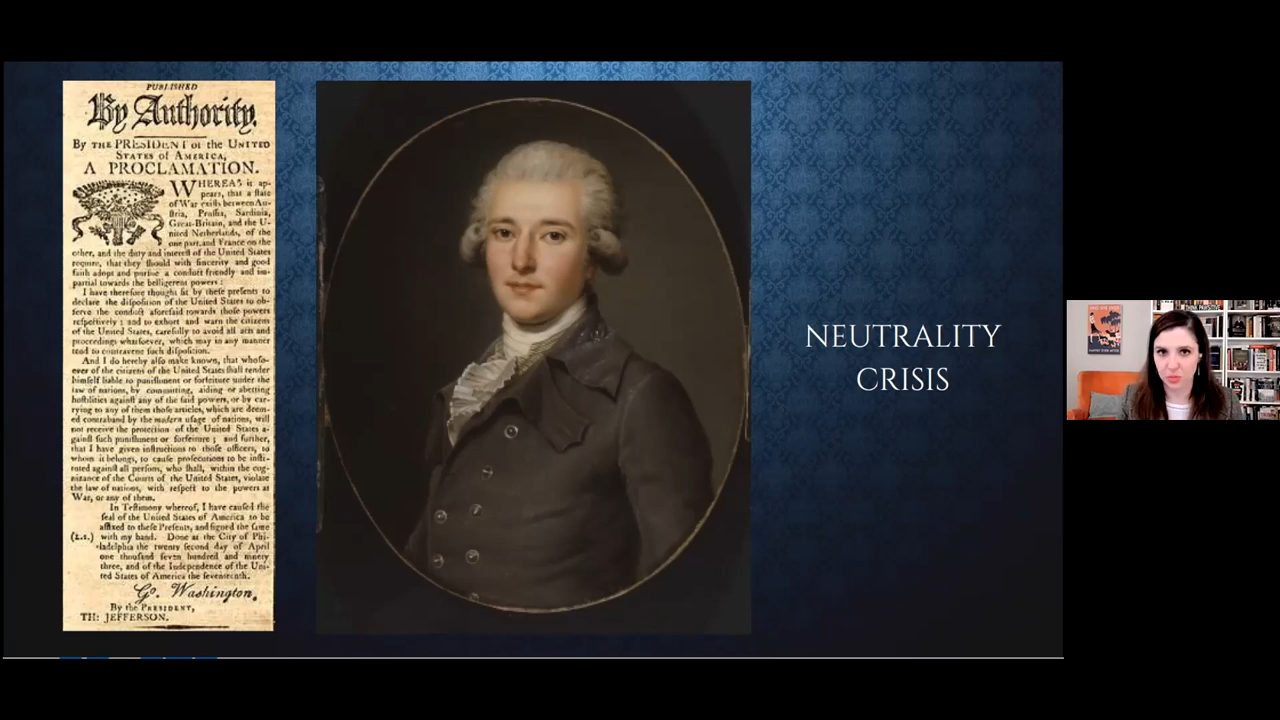 PUBLISHED
By Authority.
By THE PRESIDENT of the UNITED
STATES of AMERICA,
A PROCLAMATION.
WHEREAS it ap-
pears, that a ſtate
of War exiſts between Au-
ſtria, Pruſſia, Sardinia,
Great-Britain, and the U-
nited Netherlands, of the
one part, and France on the
other, and the duty and intereſt of the United States
require, that they ſhould with ſincerity and good
faith adopt and purſue a conduct friendly and im-
partial towards the belligerent powers:
I have therefore thought fit by theſe preſents to
declare the diſpoſition of the United States to ob-
ſerve the conduct aforeſaid towards thoſe powers
reſpectively; and to exhort and warn the citizens
of the United States, carefully to avoid all acts and
proceedings whatſoever, which may in any manner
tend to contravene ſuch diſpoſition.
And I do hereby alſo make known, that whoſo-
ever of the citizens of the United States ſhall render
himſelf liable to puniſhment or forfeiture under the
law of nations, by committing, aiding or abetting
hoſtilities againſt any of the ſaid powers, or by car-
rying to any of them thoſe articles, which are deem-
ed contraband by the modern uſage of nations, will
not receive the protection of the United States a-
gainſt ſuch puniſhment or forfeiture; and further,
that I have given inſtructions to thoſe officers, to
whom it belongs, to cauſe proſecutions to be inſti-
tuted againſt all perſons, who ſhall, within the cog-
nizance of the Courts of the United States, violate
the law of nations, with reſpect to the powers at
War, or any of them.
In Teſtimony whereof, I have cauſed the
ſeal of the United States of America to be
affixed to theſe Preſents, and ſigned the ſame
(L.S.) with my hand. Done at the City of Phi-
ladelphia the twenty ſecond day of April
one thouſand ſeven hundred and ninety
three, and of the Independence of the Uni-
ted States of America the ſeventeenth.
Go. Washington.
By the PRESIDENT,
TH: JEFFERSON.
NEUTRALITY
CRISIS